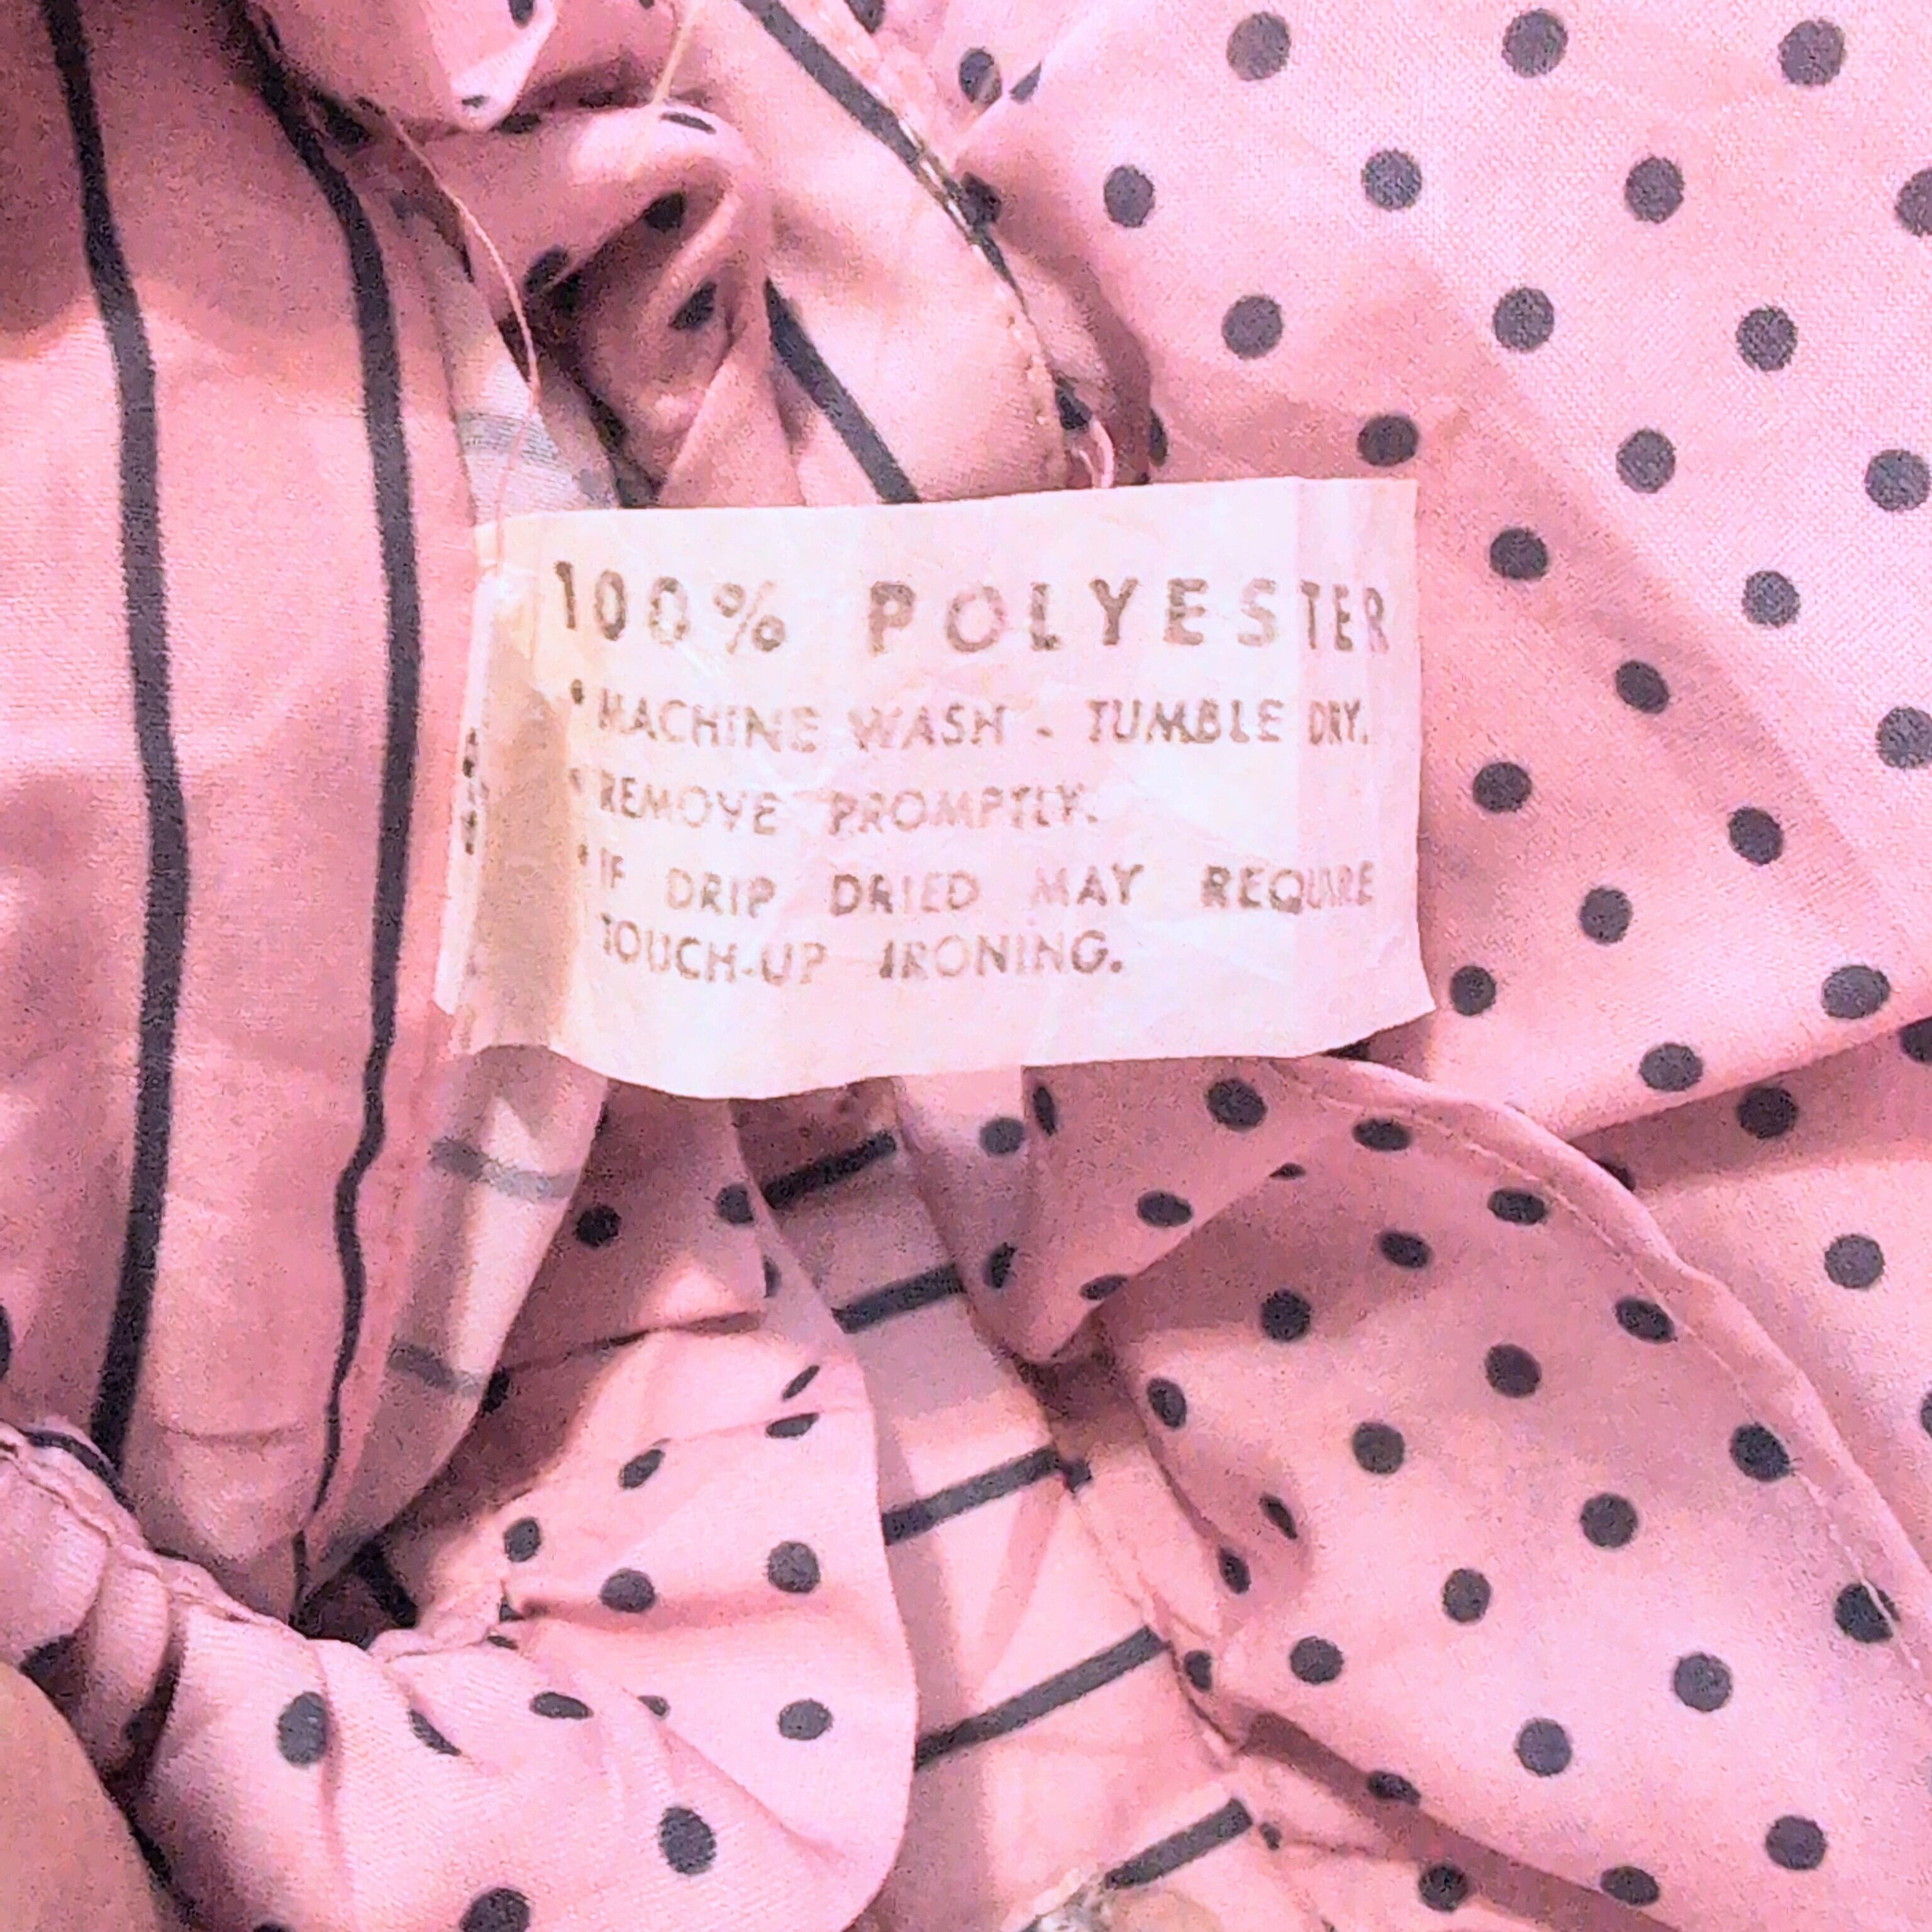 100% POLYESTER
• MACHINE WASH - TUMBLE DRY.
• REMOVE PROMPTLY.
• IF DRIP DRIED MAY REQUIRE
TOUCH-UP IRONING.